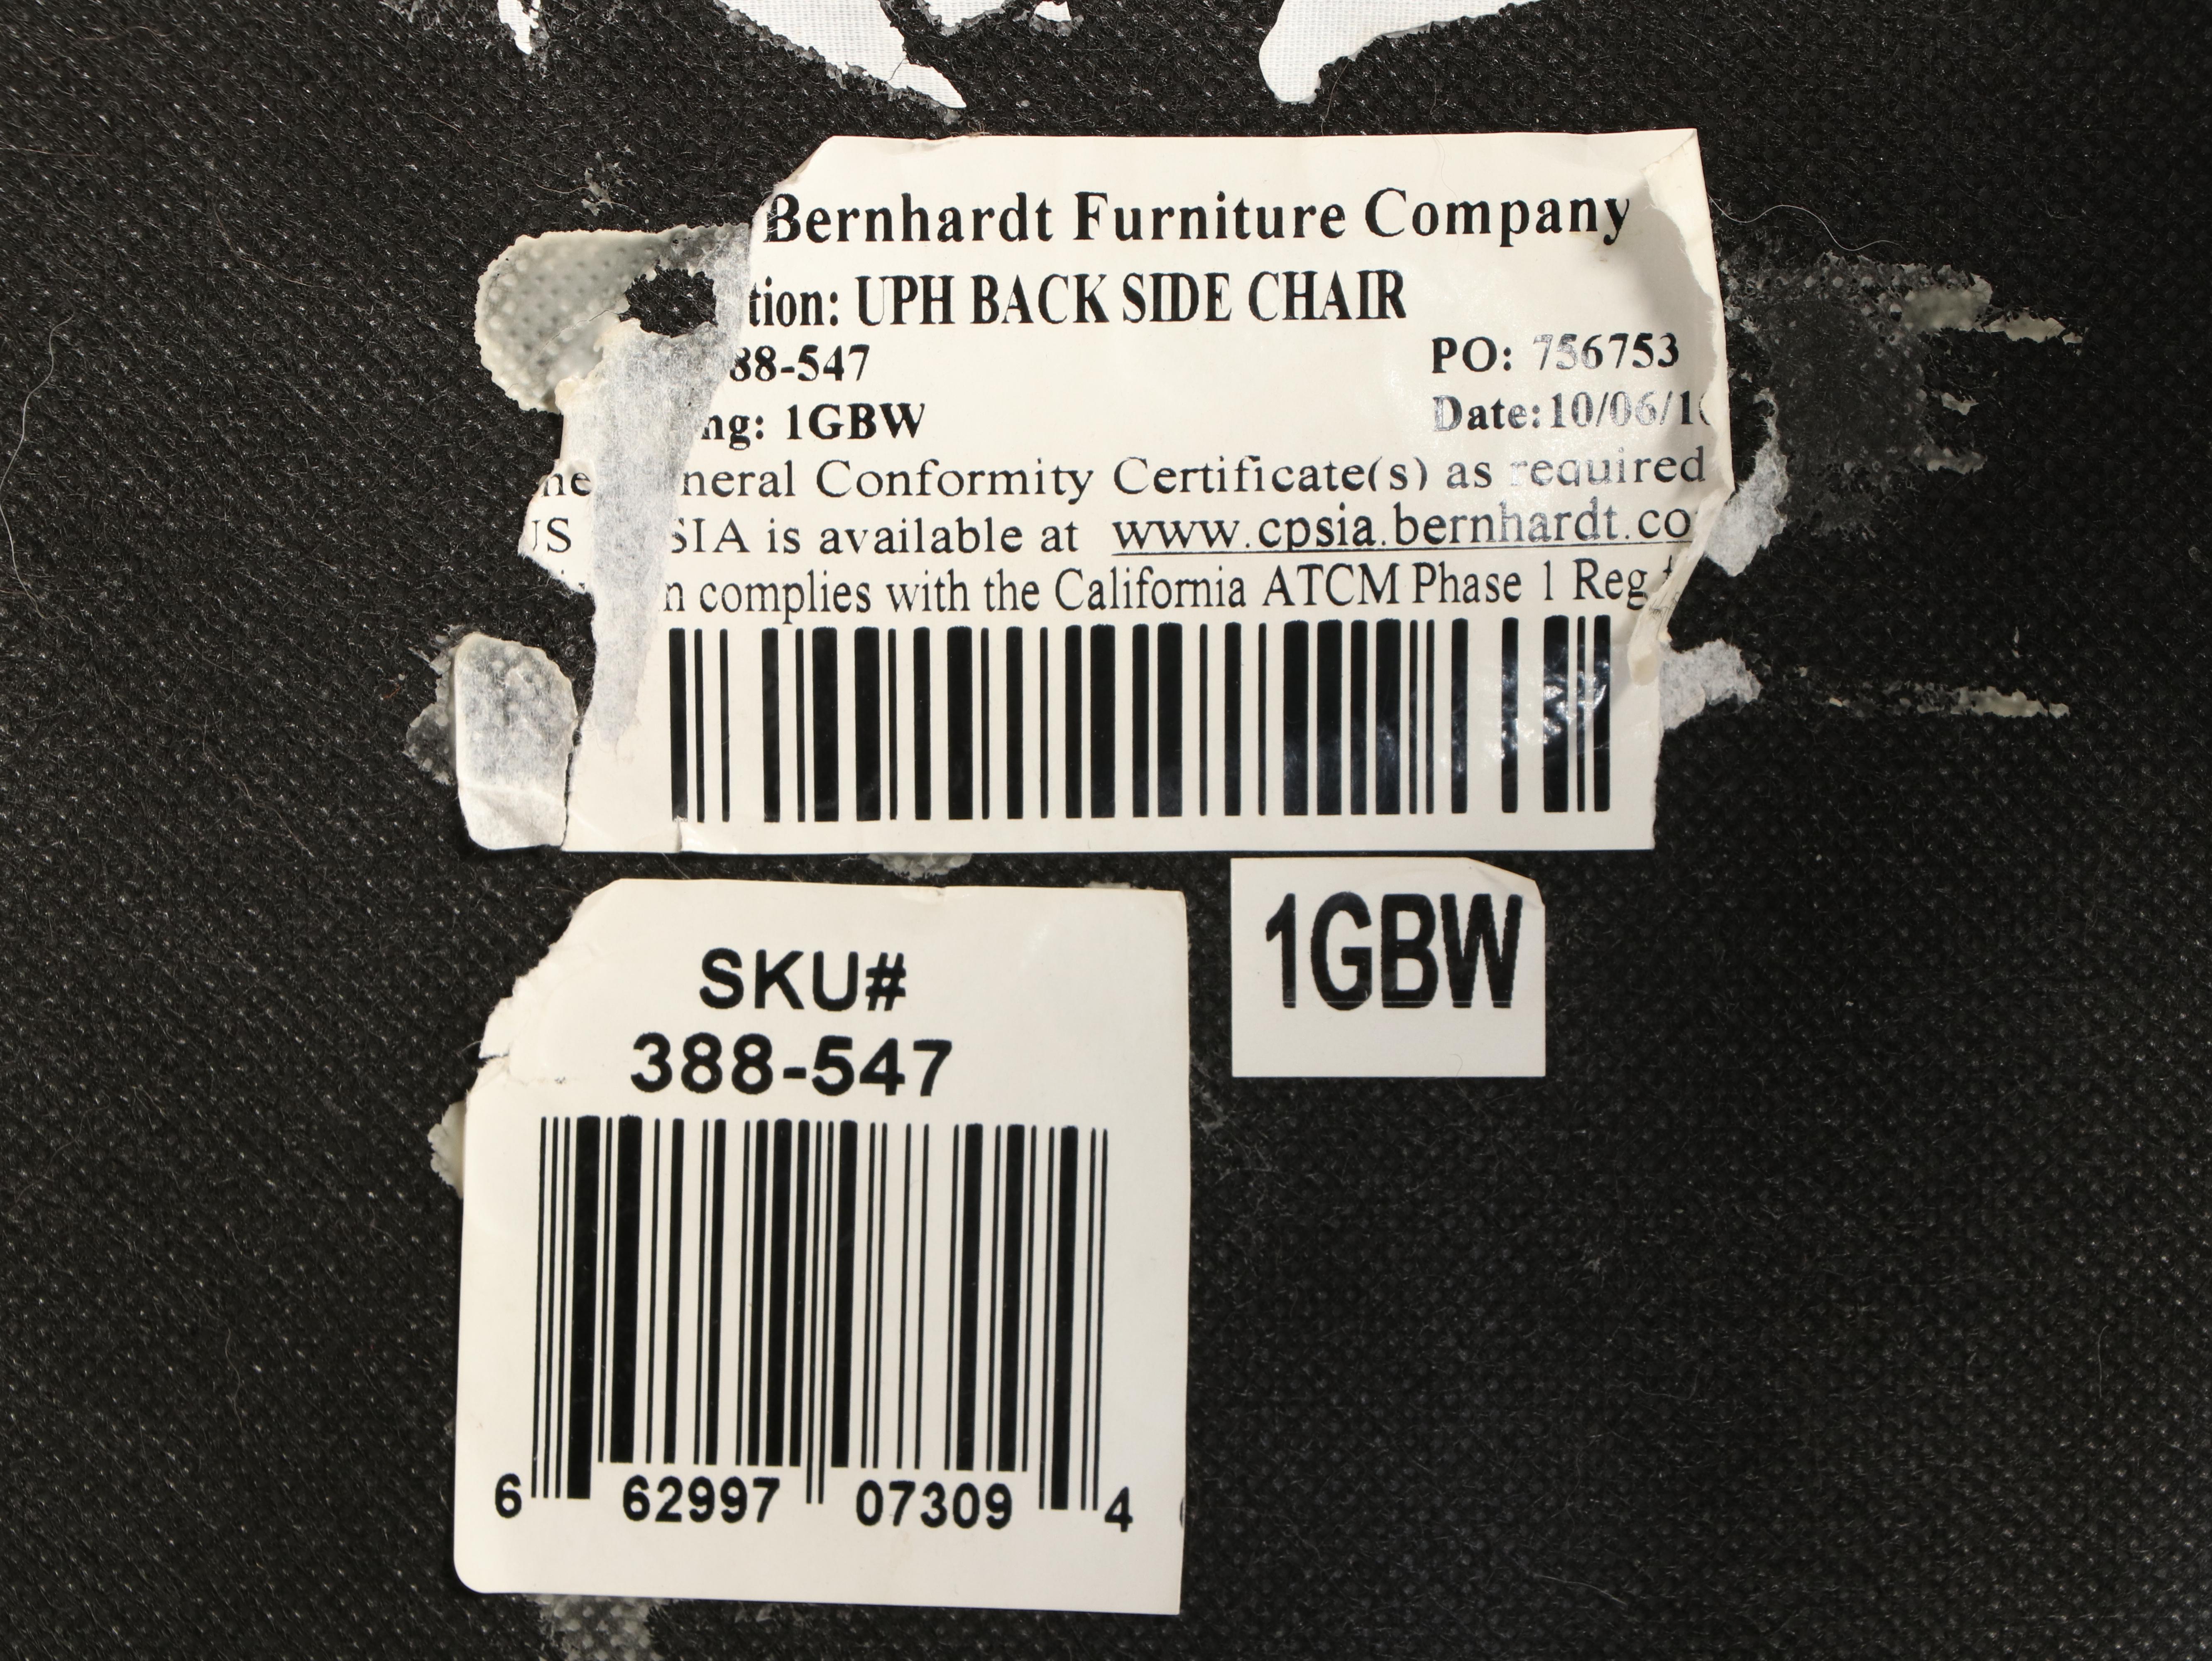 Bernhardt Furniture Company
tion: UPH BACK SIDE CHAIR
88-547 PO: 756753
ng: 1GBW Date:10/06/1
he neral Conformity Certificate(s) as required
US SIA is available at www.cpsia.bernhardt.co
n complies with the California ATCM Phase 1 Reg
1GBW
SKU#
388-547
6 62997 07309 4